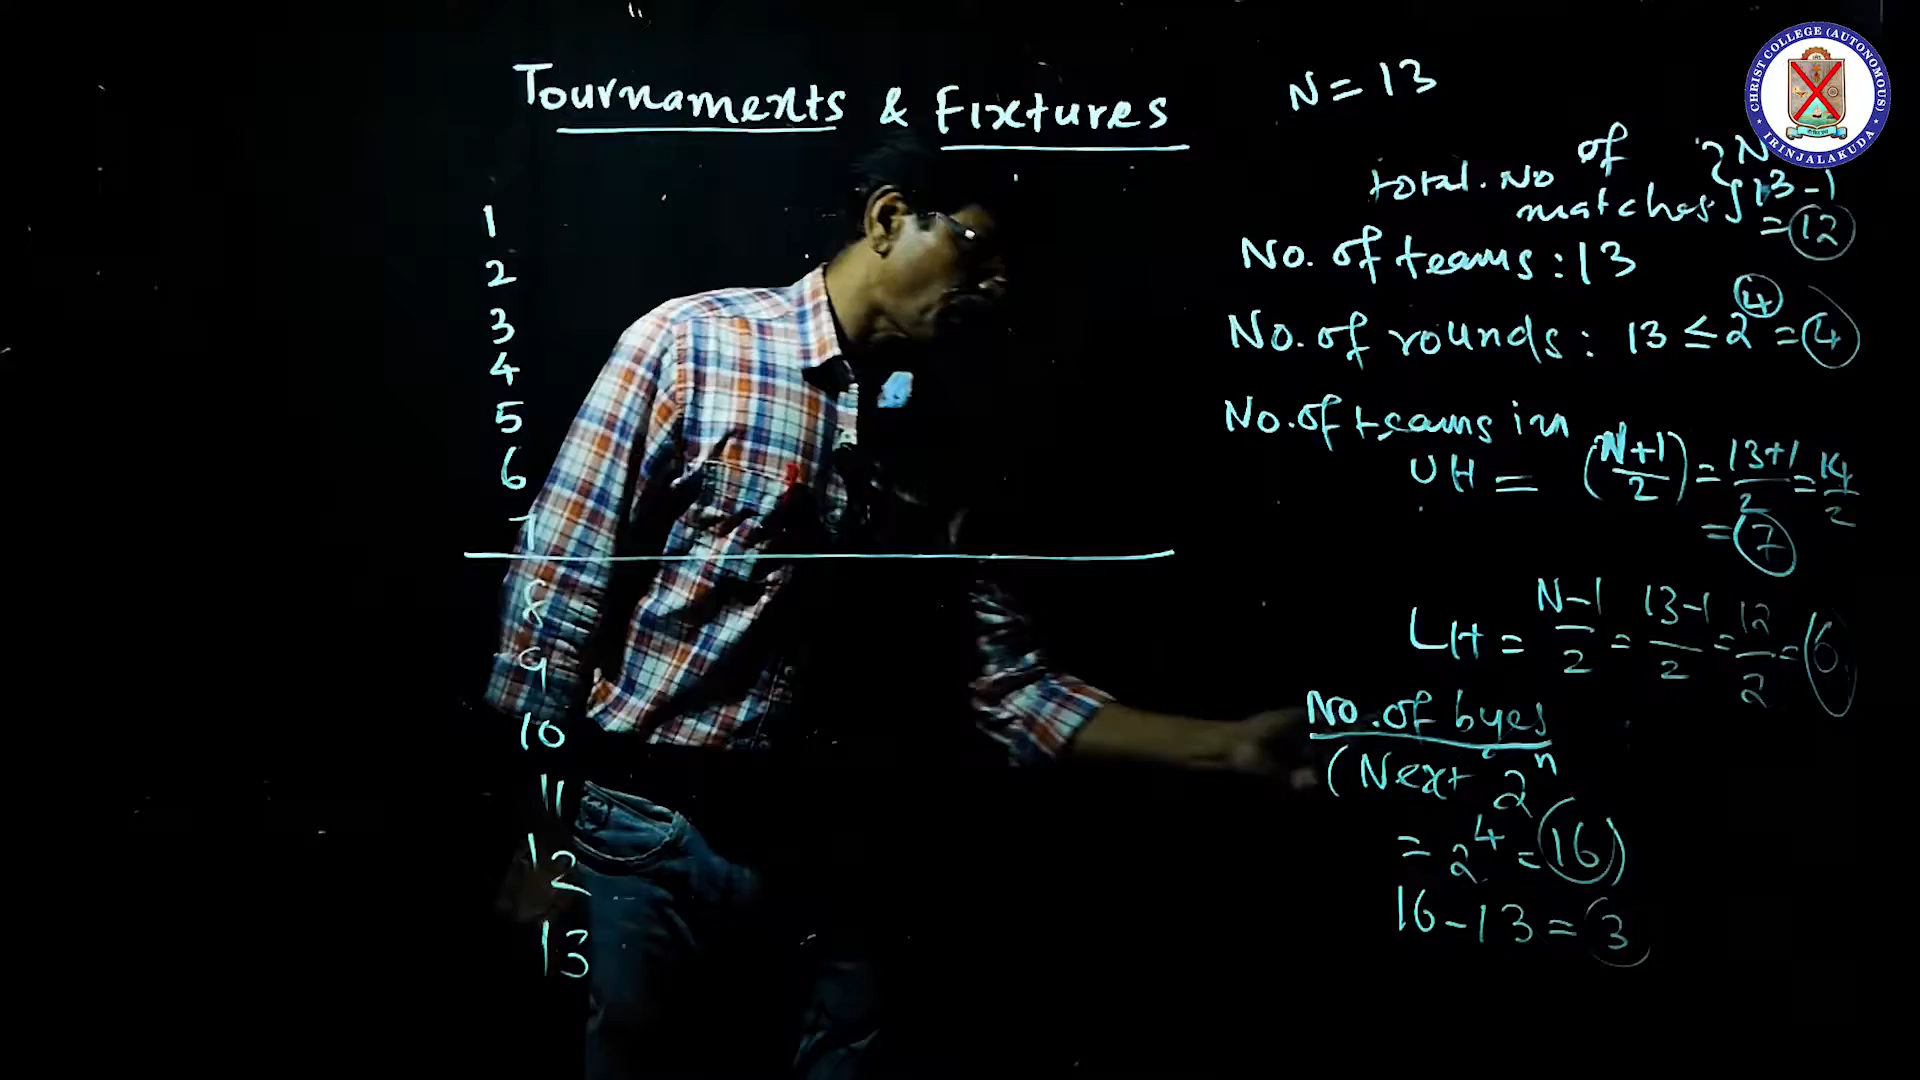 Tournaments & Fixtures
N = 13
total. No of matches } N
13 - 1
= 12
No. of teams : 13
No. of rounds : 13 ≤ 2^4 = 4
No. of teams in
UH = (N+1/2) = 13+1/2 = 14/2
= 7
LH = N-1/2 = 13-1/2 = 12/2 = 6
No. of byes
(Next 2^n
= 2^4 = 16)
16 - 13 = 3
1
2
3
4
5
6
7
8
9
10
11
12
13
CHRIST COLLEGE (AUTONOMOUS)
IRINJALAKUDA